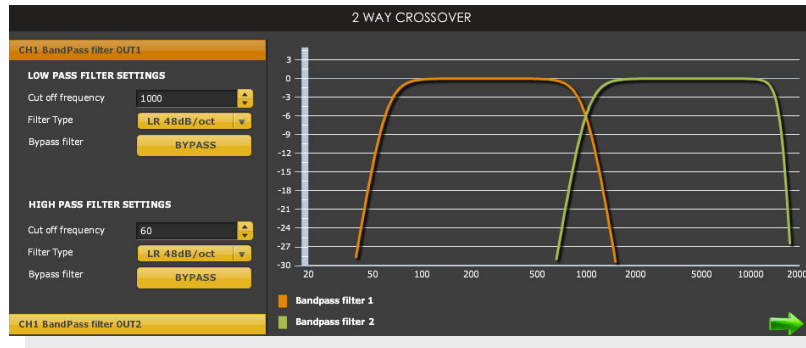 2 WAY CROSSOVER
CH1 BandPass filter OUT1
LOW PASS FILTER SETTINGS
Cut off frequency 1000
Filter Type LR 48dB/oct
Bypass filter BYPASS
HIGH PASS FILTER SETTINGS
Cut off frequency 60
Filter Type LR 48dB/oct
Bypass filter BYPASS
CH1 BandPass filter OUT2
3
0
-3
-6
-9
-12
-15
-18
-21
-24
-27
-30
20 50 100 200 500 1000 2000 5000 10000 2000
Bandpass filter 1
Bandpass filter 2